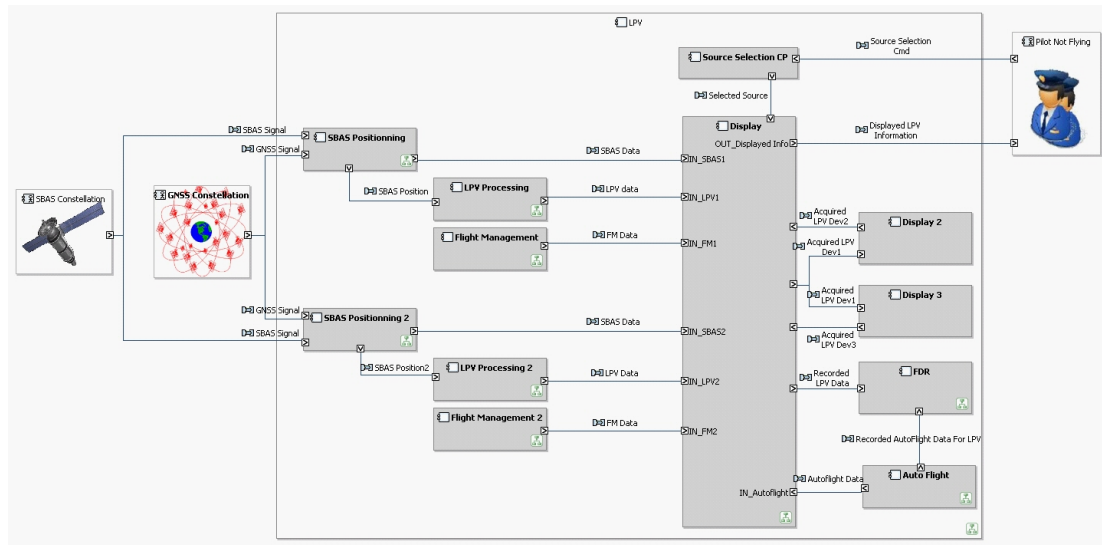 LPV
Source Selection CP
Source Selection
Cmd
Pilot Not Flying
Selected Source
Display
Displayed LPV
Information
OUT_Displayed Info
SBAS Signal
GNSS Signal
SBAS Positionning
SBAS Data
IN_SBAS1
SBAS Position
LPV Processing
LPV data
IN_LPV1
SBAS Constellation
GNSS Constellation
Flight Management
FM Data
IN_FM1
Acquired
LPV Dev2
Display 2
Acquired LPV
Dev1
Acquired
LPV Dev1
Display 3
GNSS Signal
SBAS Signal
SBAS Positionning 2
SBAS Data
IN_SBAS2
Acquired
LPV Dev3
SBAS Position2
LPV Processing 2
LPV Data
IN_LPV2
Recorded
LPV Data
FDR
Flight Management 2
FM Data
IN_FM2
Recorded AutoFlight Data For LPV
Autoflight Data
Auto Flight
IN_Autoflight